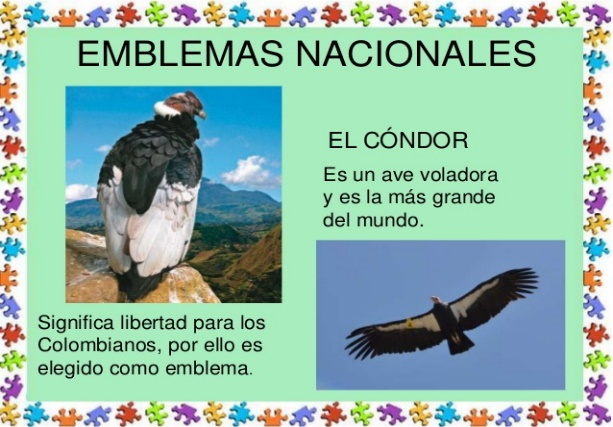 EMBLEMAS NACIONALES
EL CÓNDOR
Es un ave voladora
y es la más grande
del mundo.
Significa libertad para los
Colombianos, por ello es
elegido como emblema.